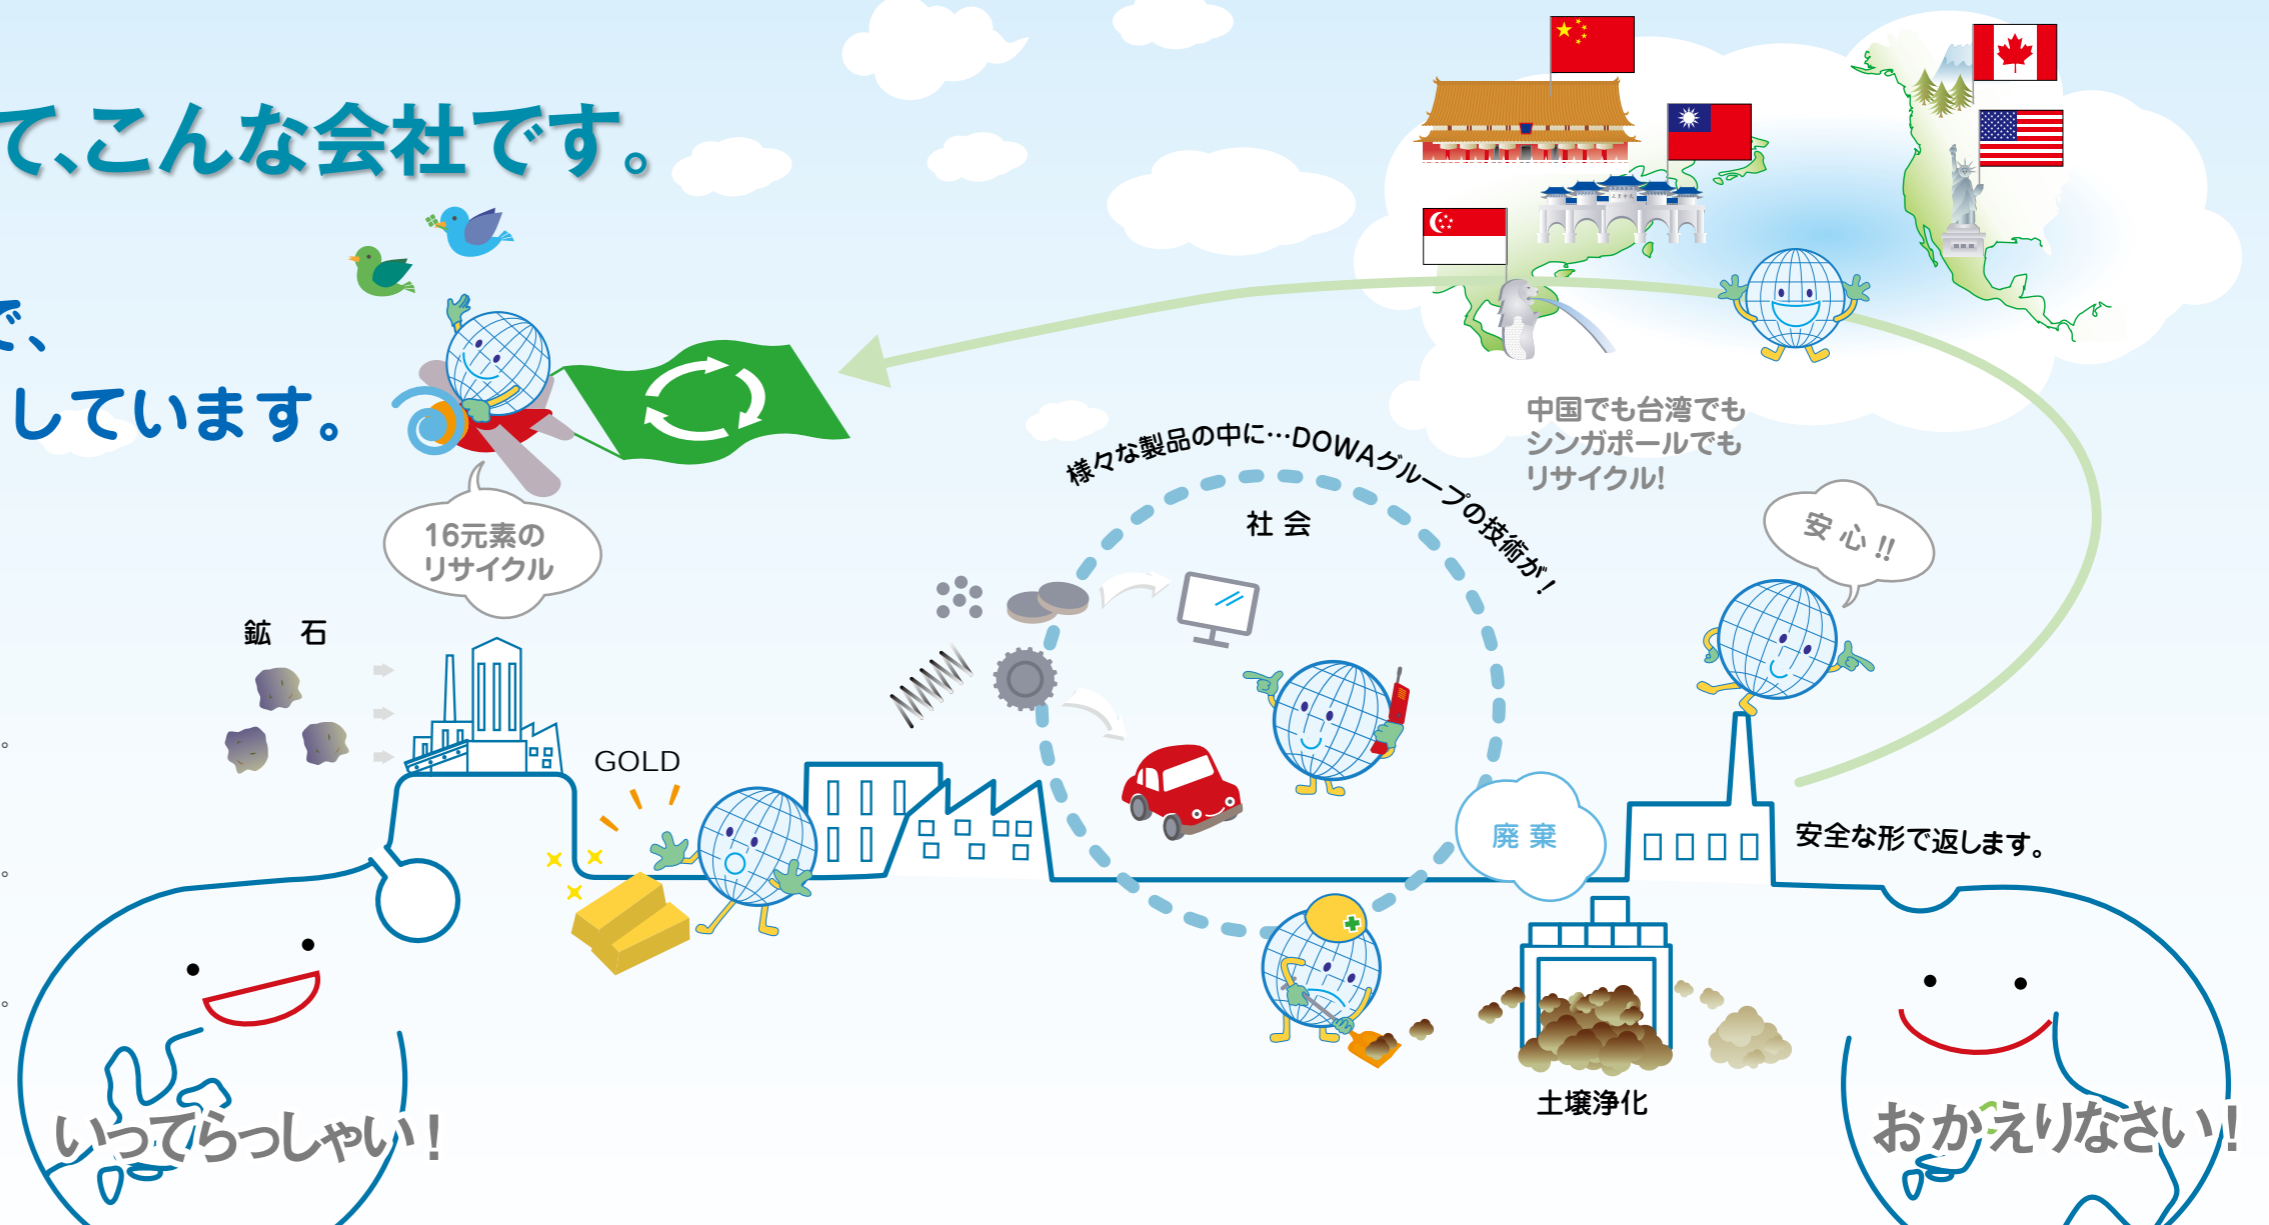 て、こんな会社です。
で、
しています。
中国でも台湾でも
シンガポールでも
リサイクル!
様々な製品の中に…DOWAグループの技術が!
社 会
安 心 !!
16元素の
リサイクル
鉱 石
。
GOLD
廃 棄
安全な形で返します。
。
。
土壌浄化
いってらっしゃい!
おかえりなさい!